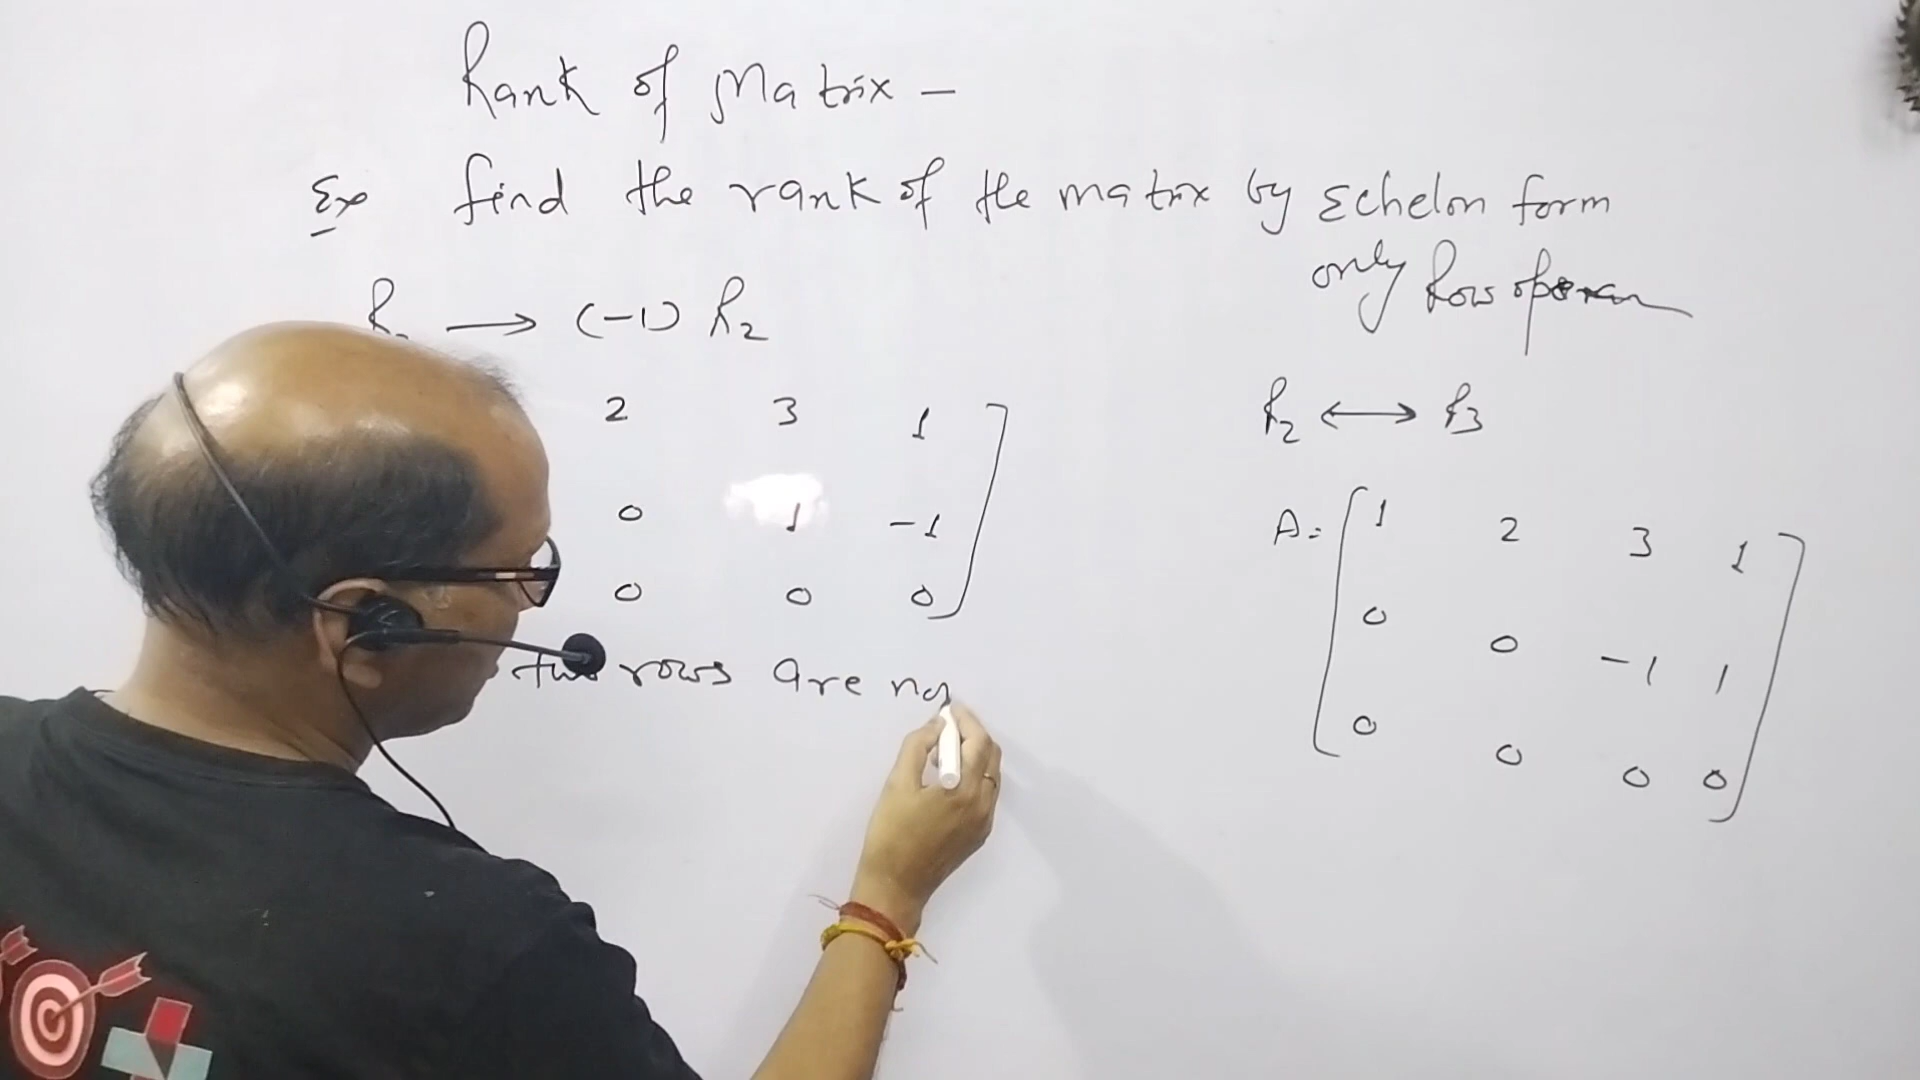 Rank of Matrix -
Ex find the rank of the matrix by Echelon form
only Row
R → (-1) R2
2 3 1
0 1 -1
0 0 0
two rows are no
R2 ↔ R3
A = [ 1 2 3 1
0 0 -1 1
0 0 0 0 ]